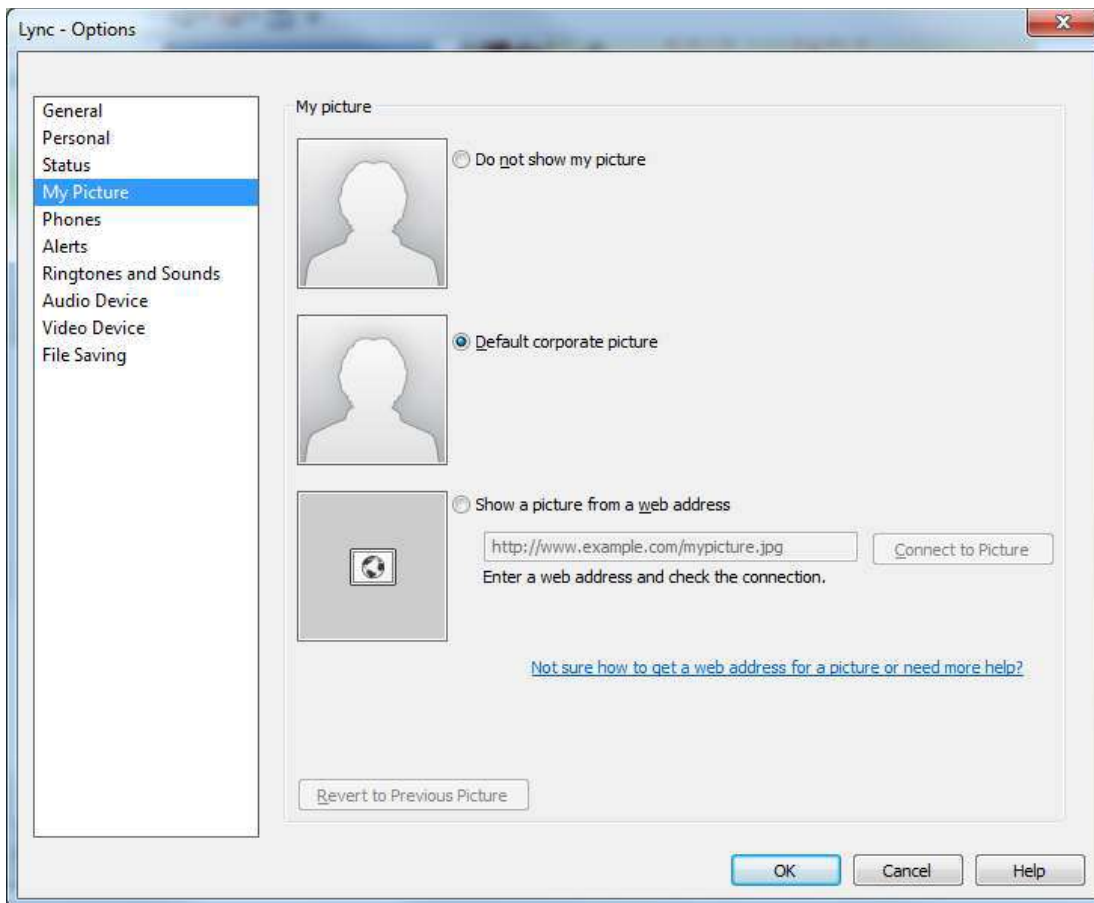 Lync - Options
General
Personal
Status
My Picture
Phones
Alerts
Ringtones and Sounds
Audio Device
Video Device
File Saving
My picture
Do not show my picture
Default corporate picture
Show a picture from a web address
http://www.example.com/mypicture.jpg
Connect to Picture
Enter a web address and check the connection.
Not sure how to get a web address for a picture or need more help?
Revert to Previous Picture
OK
Cancel
Help